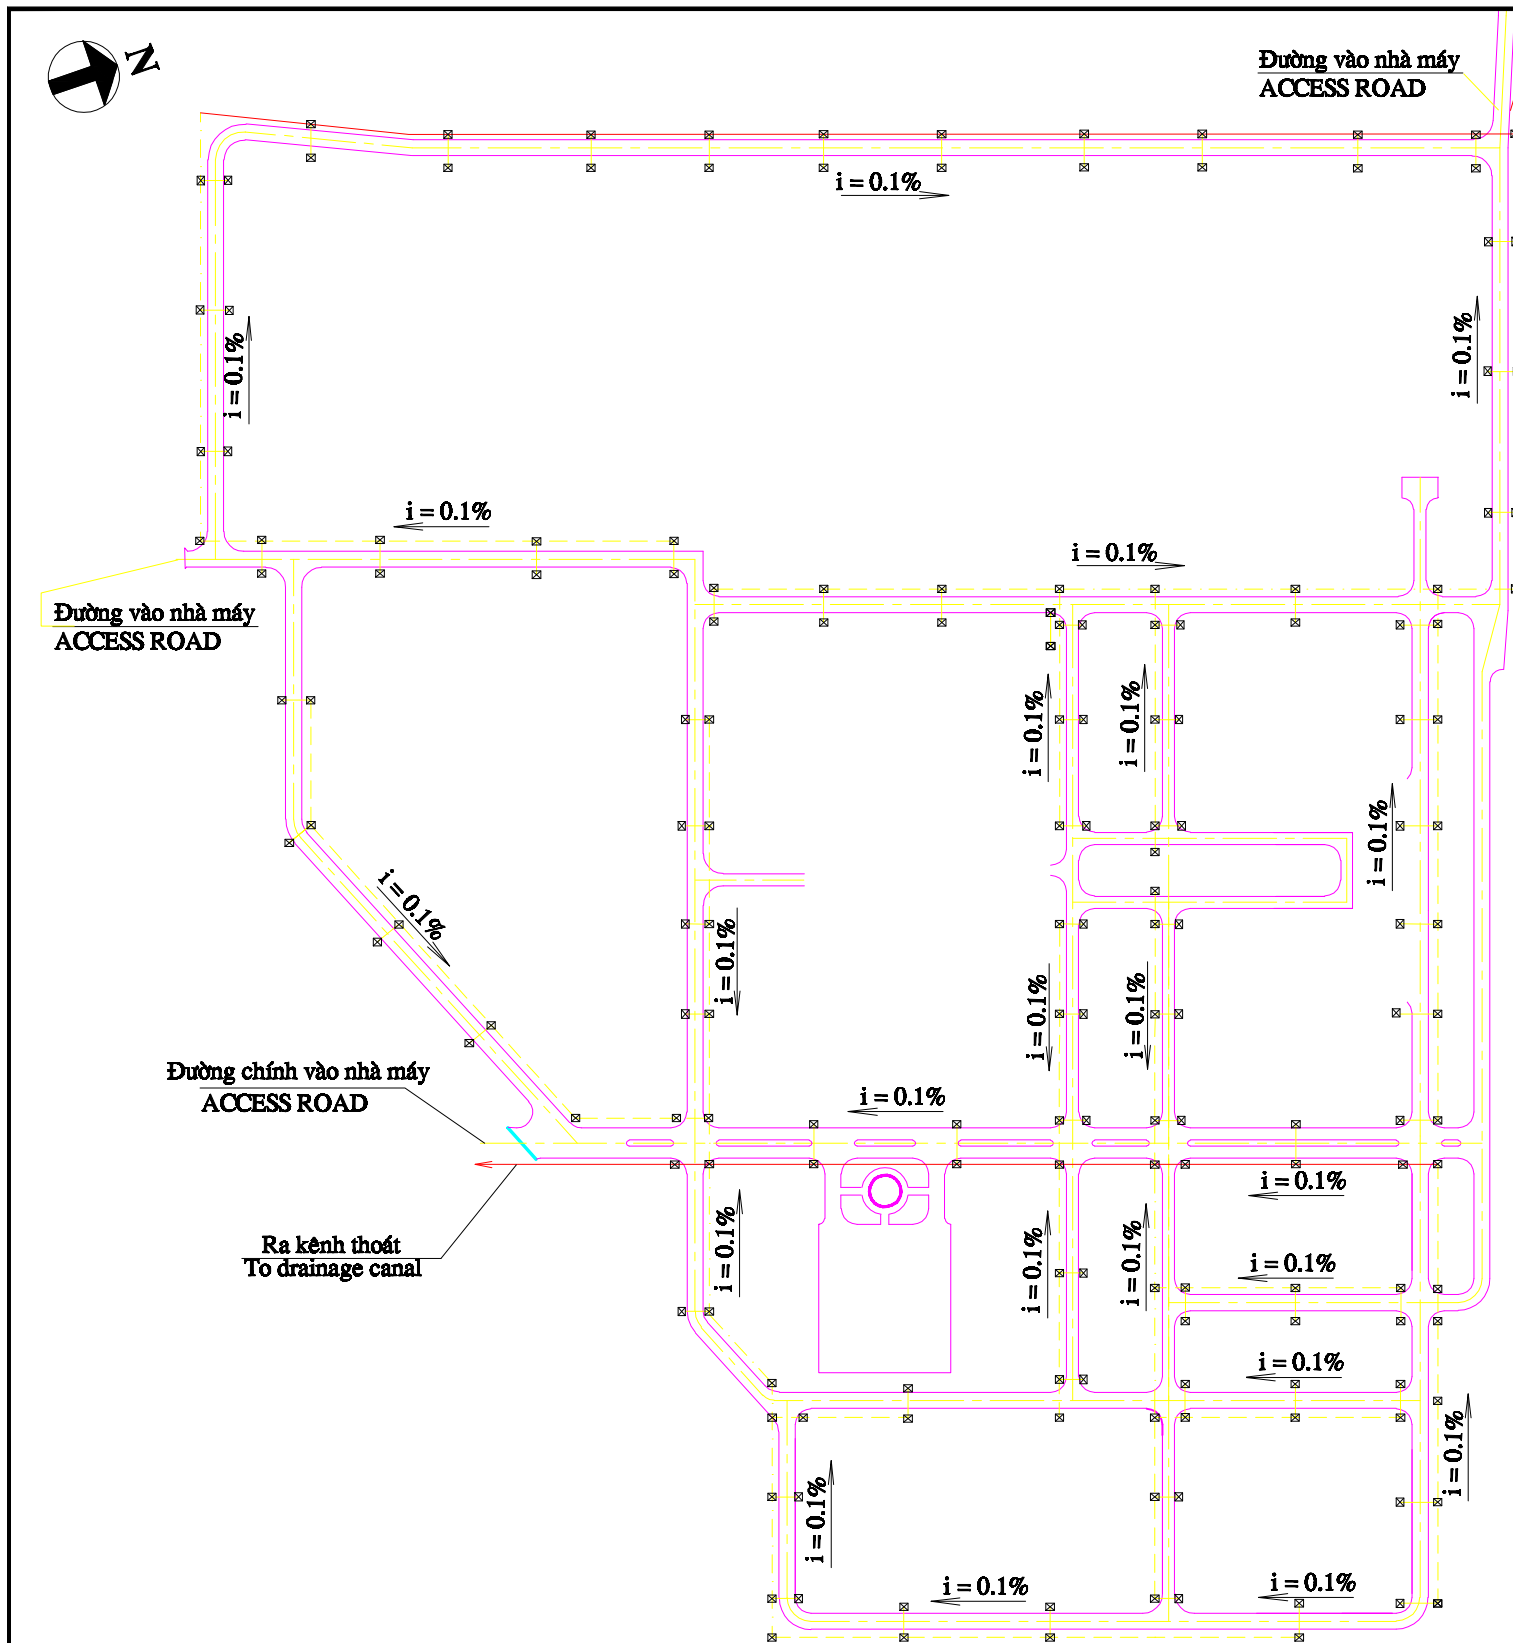 N
Đường vào nhà máy
ACCESS ROAD
i = 0.1%
i = 0.1%
i = 0.1%
i = 0.1%
i = 0.1%
Đường vào nhà máy
ACCESS ROAD
i = 0.1%
i = 0.1%
i = 0.1%
i = 0.1%
i = 0.1%
i = 0.1%
i = 0.1%
Đường chính vào nhà máy
ACCESS ROAD
i = 0.1%
i = 0.1%
i = 0.1%
i = 0.1%
i = 0.1%
Ra kênh thoát
To drainage canal
i = 0.1%
i = 0.1%
i = 0.1%
i = 0.1%
i = 0.1%
i = 0.1%
i = 0.1%